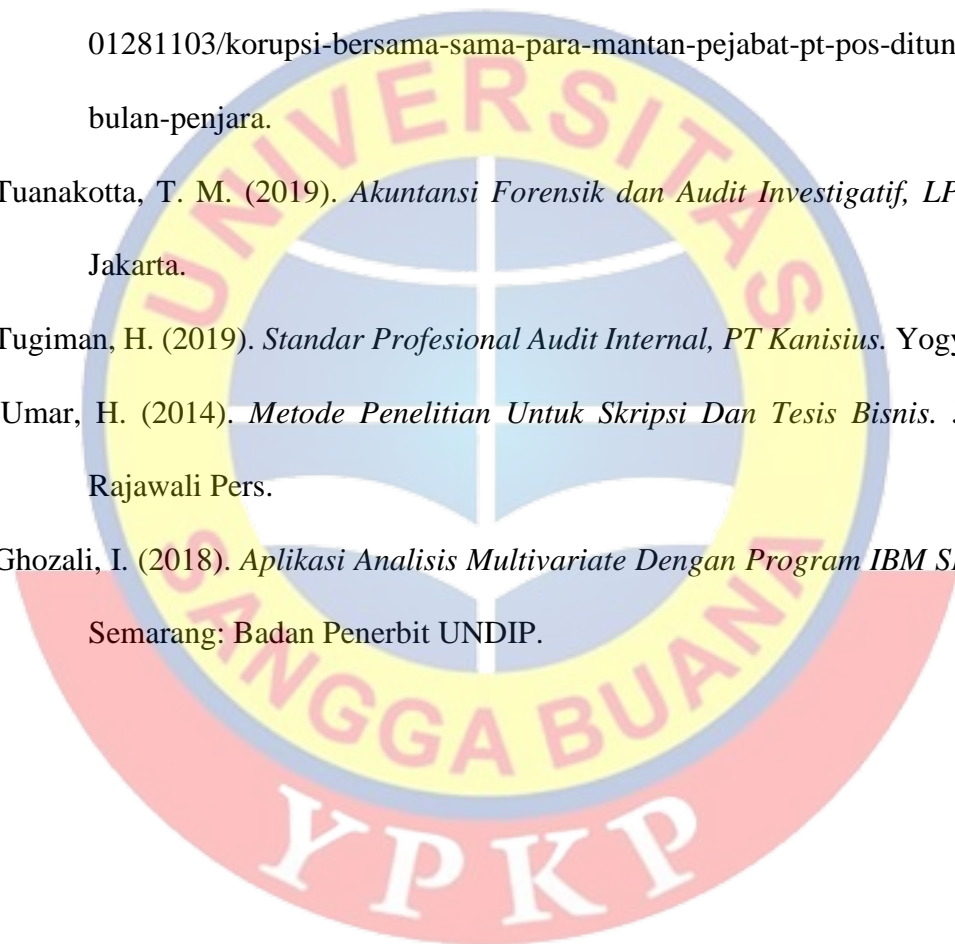 01281103/korupsi-bersama-sama-para-mantan-pejabat-pt-pos-ditun
bulan-penjara.
Tuanakotta, T. M. (2019). Akuntansi Forensik dan Audit Investigatif, LP
Jakarta.
Tugiman, H. (2019). Standar Profesional Audit Internal, PT Kanisius. Yogy
Umar, H. (2014). Metode Penelitian Untuk Skripsi Dan Tesis Bisnis.
Rajawali Pers.
Ghozali, I. (2018). Aplikasi Analisis Multivariate Dengan Program IBM S
Semarang: Badan Penerbit UNDIP.
UNIVERSITAS
SANGGA BUANA
YPKP